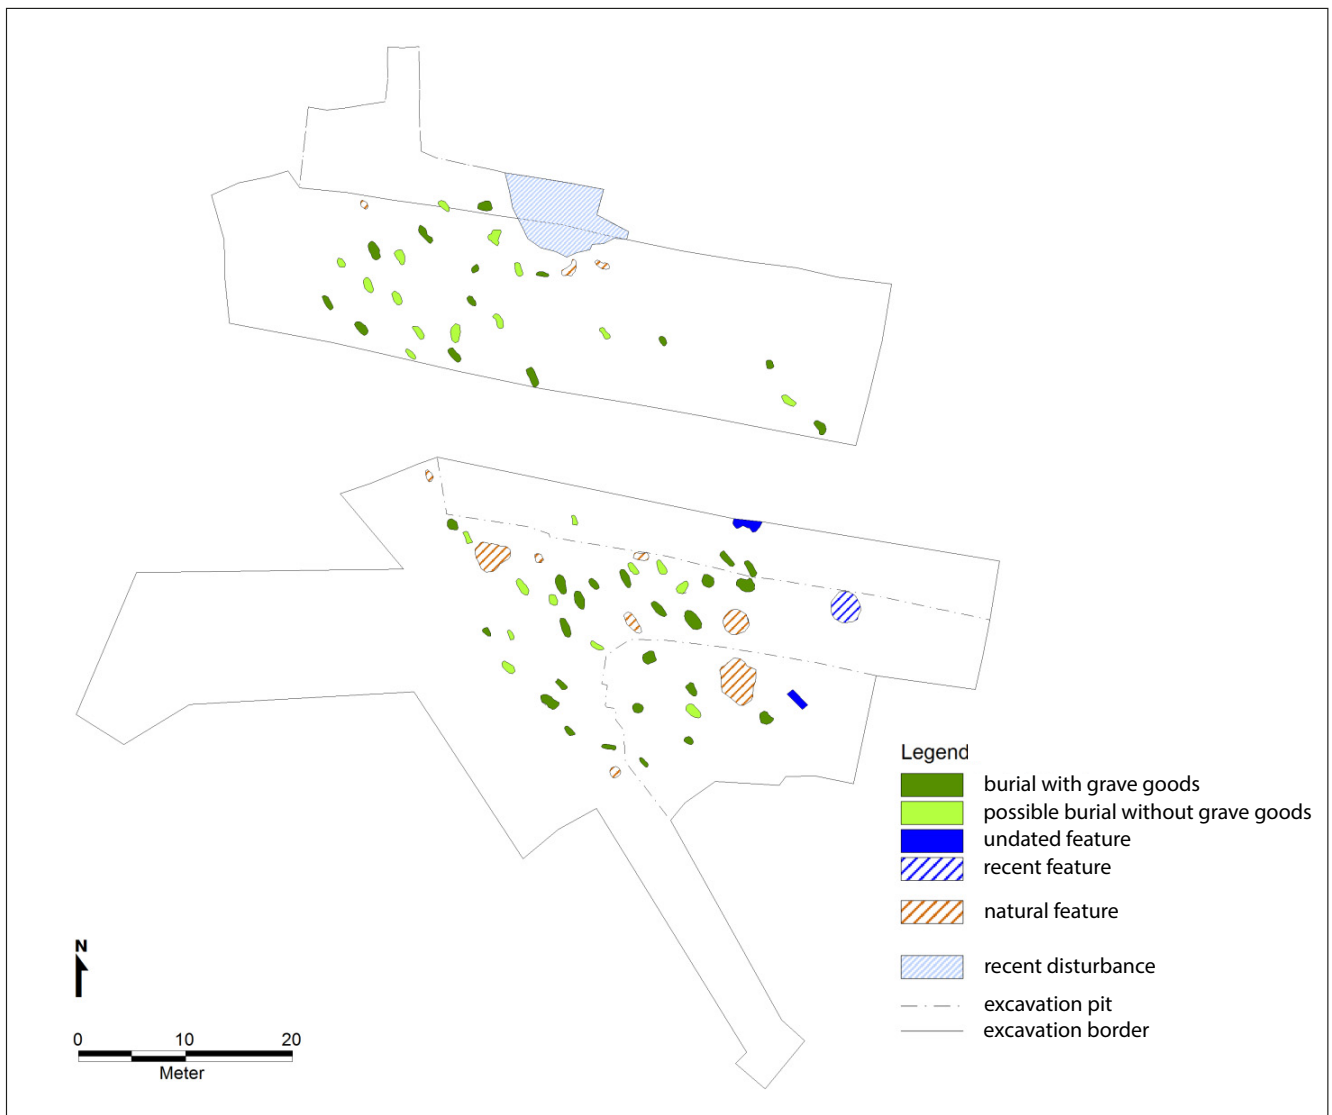 Legend
burial with grave goods
possible burial without grave goods
undated feature
recent feature
natural feature
recent disturbance
excavation pit
excavation border
N
0 10 20
Meter